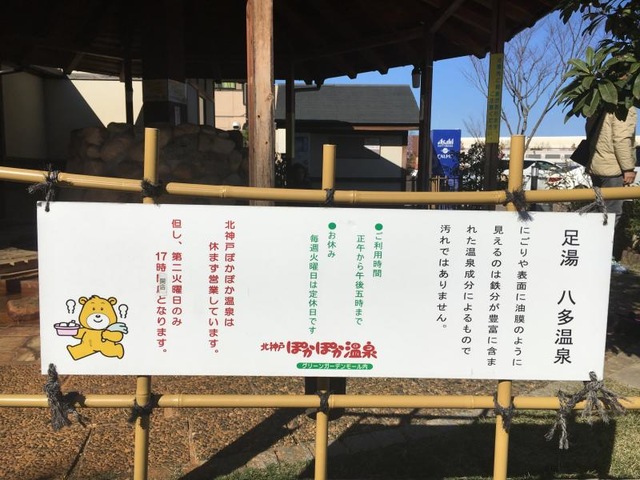 足湯　八多温泉
にごりや表面に油膜のように
見えるのは鉄分が豊富に含ま
れた温泉成分によるもので
汚れではありません。
●ご利用時間
正午から午後五時まで
●お休み
毎週火曜日は定休日です
北神戸ぽかぽか温泉は
休まず営業しています。
但し、第二火曜日のみ
17時閉店となります。
北神戸ぽかぽか温泉
グリーンガーデンモール内
Asahi